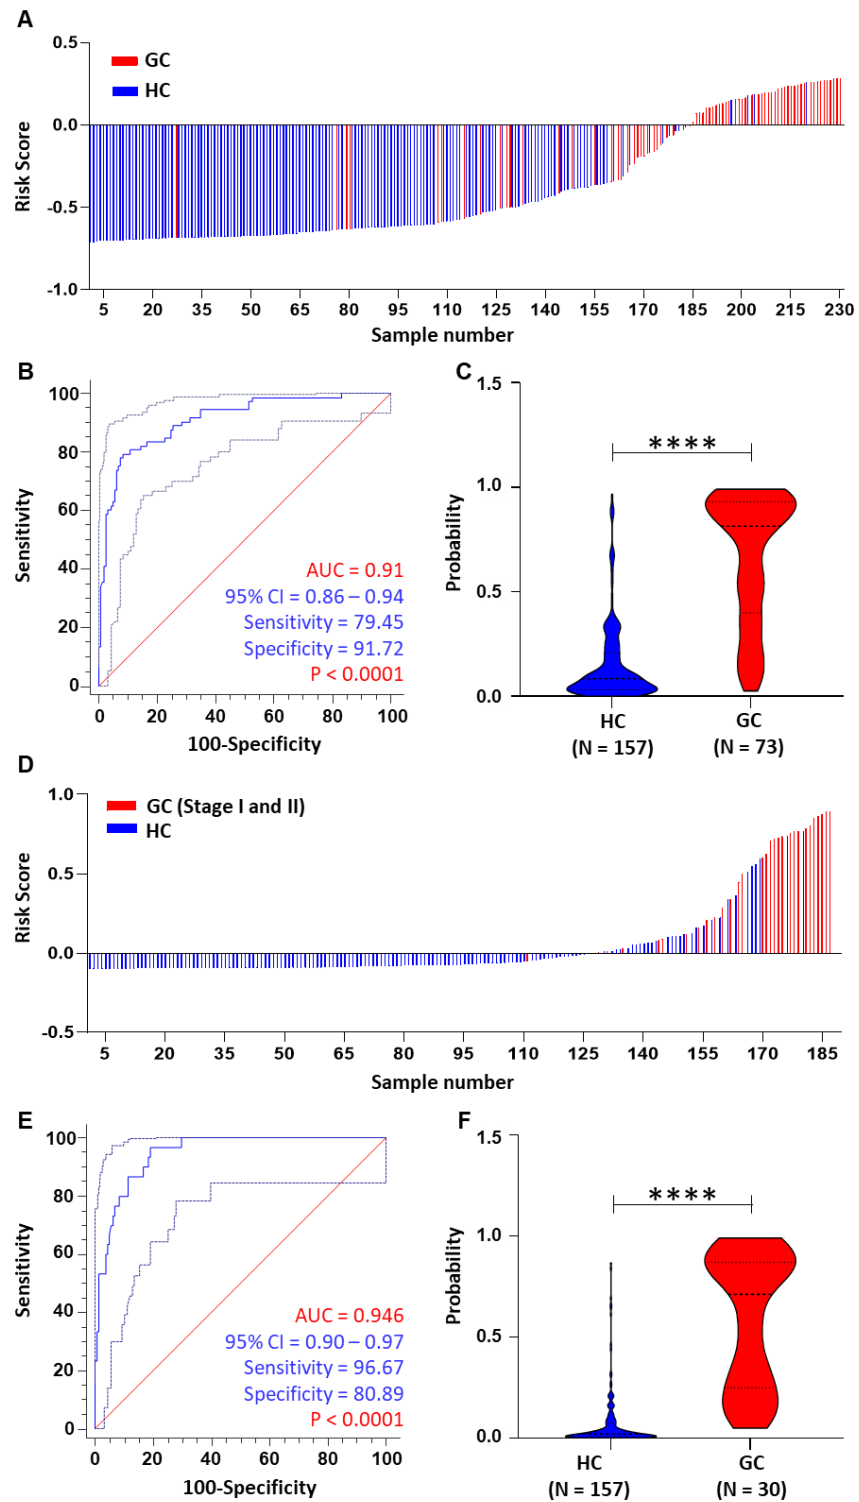 A
0.5
GC
HC
0.0
Risk Score
-0.5
-1.0
5 20 35 50 65 80 95 110 125 140 155 170 185 200 215 230
Sample number
B
100
80
60
40
20
0
Sensitivity
AUC = 0.91
95% CI = 0.86 – 0.94
Sensitivity = 79.45
Specificity = 91.72
P < 0.0001
0 20 40 60 80 100
100-Specificity
C
1.5
1.0
0.5
0.0
Probability
****
HC GC
(N = 157) (N = 73)
D
1.0
GC (Stage I and II)
HC
0.5
Risk Score
0.0
-0.5
5 20 35 50 65 80 95 110 125 140 155 170 185
Sample number
E
100
80
60
40
20
0
Sensitivity
AUC = 0.946
95% CI = 0.90 – 0.97
Sensitivity = 96.67
Specificity = 80.89
P < 0.0001
0 20 40 60 80 100
100-Specificity
F
1.5
1.0
0.5
0.0
Probability
****
HC GC
(N = 157) (N = 30)